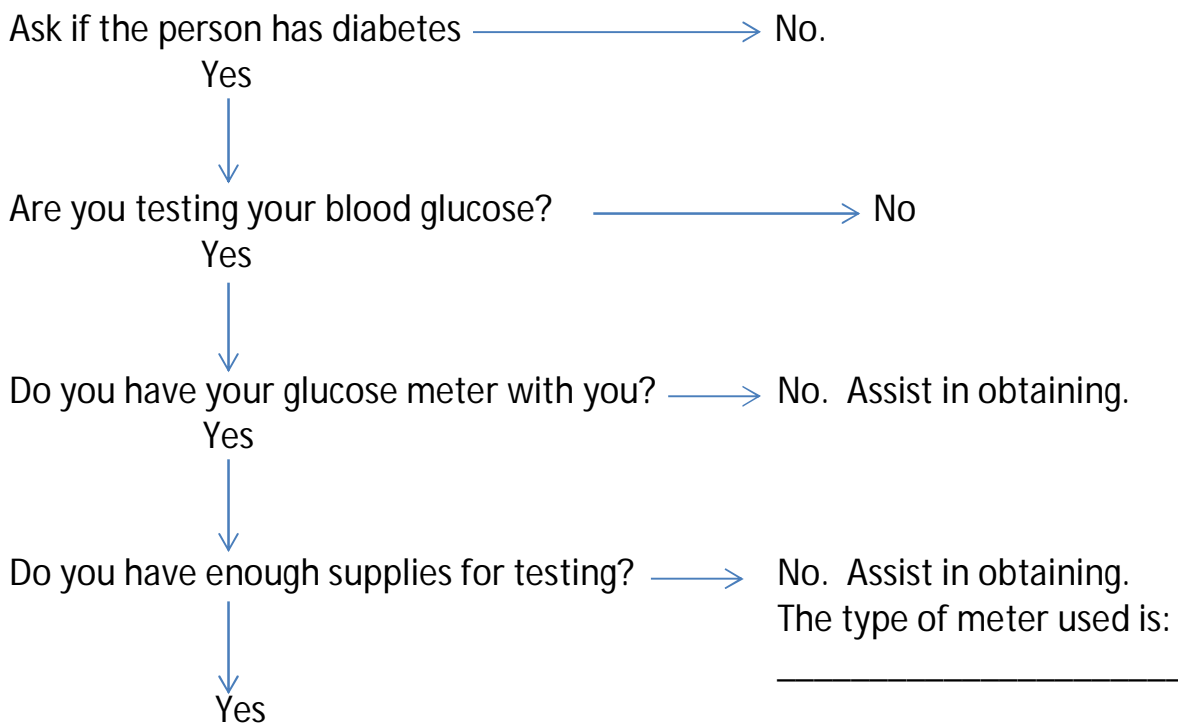 Ask if the person has diabetes No.
Yes
Are you testing your blood glucose? No
Yes
Do you have your glucose meter with you? No. Assist in obtaining.
Yes
Do you have enough supplies for testing? No. Assist in obtaining.
The type of meter used is:
______________________
Yes